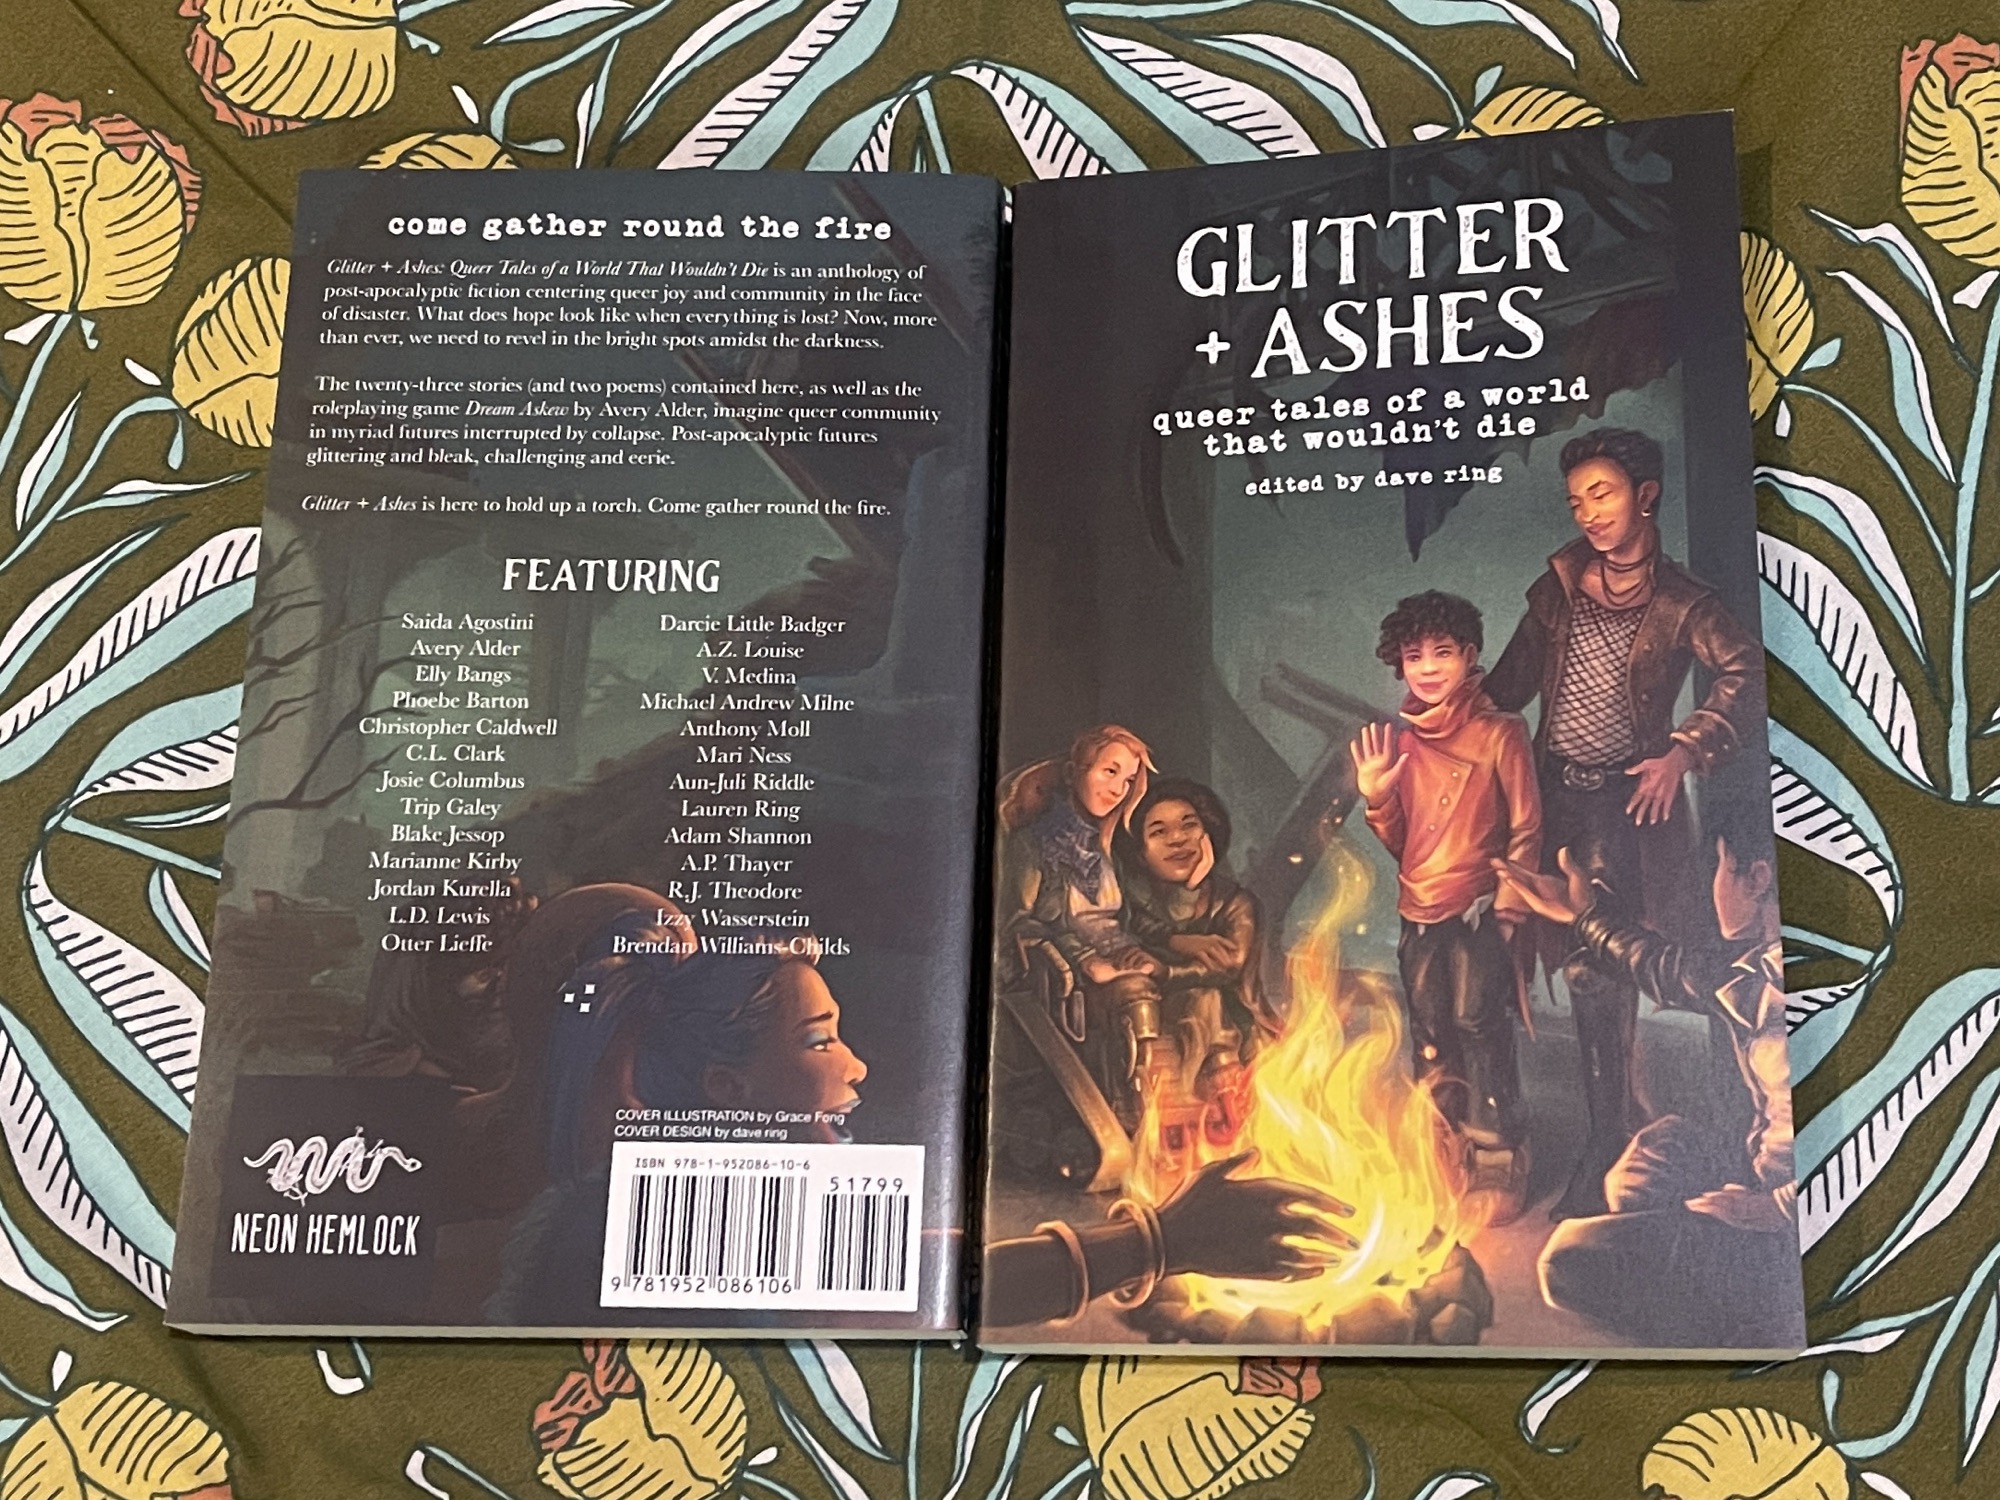 come gather round the fire
Glitter + Ashes: Queer Tales of a World That Wouldn't Die is an anthology of
post-apocalyptic fiction centering queer joy and community in the face
of disaster. What does hope look like when everything is lost? Now, more
than ever, we need to revel in the bright spots amidst the darkness.
The twenty-three stories (and two poems) contained here, as well as the
roleplaying game Dream Askew by Avery Alder, imagine queer community
in myriad futures interrupted by collapse. Post-apocalyptic futures
glittering and bleak, challenging and eerie.
Glitter + Ashes is here to hold up a torch. Come gather round the fire.
FEATURING
Saida Agostini
Avery Alder
Elly Bangs
Phoebe Barton
Christopher Caldwell
C.L. Clark
Josie Columbus
Trip Galey
Blake Jessop
Marianne Kirby
Jordan Kurella
L.D. Lewis
Otter Lieffe
Darcie Little Badger
A.Z. Louise
V. Medina
Michael Andrew Milne
Anthony Moll
Mari Ness
Aun-Juli Riddle
Lauren Ring
Adam Shannon
A.P. Thayer
R.J. Theodore
Izzy Wasserstein
Brendan Williams-Childs
COVER ILLUSTRATION by Grace Fong
COVER DESIGN by dave ring
NEON HEMLOCK
ISBN 978-1-952086-10-6
51799
9 781952 086106
GLITTER
+ ASHES
queer tales of a world
that wouldn't die
edited by dave ring